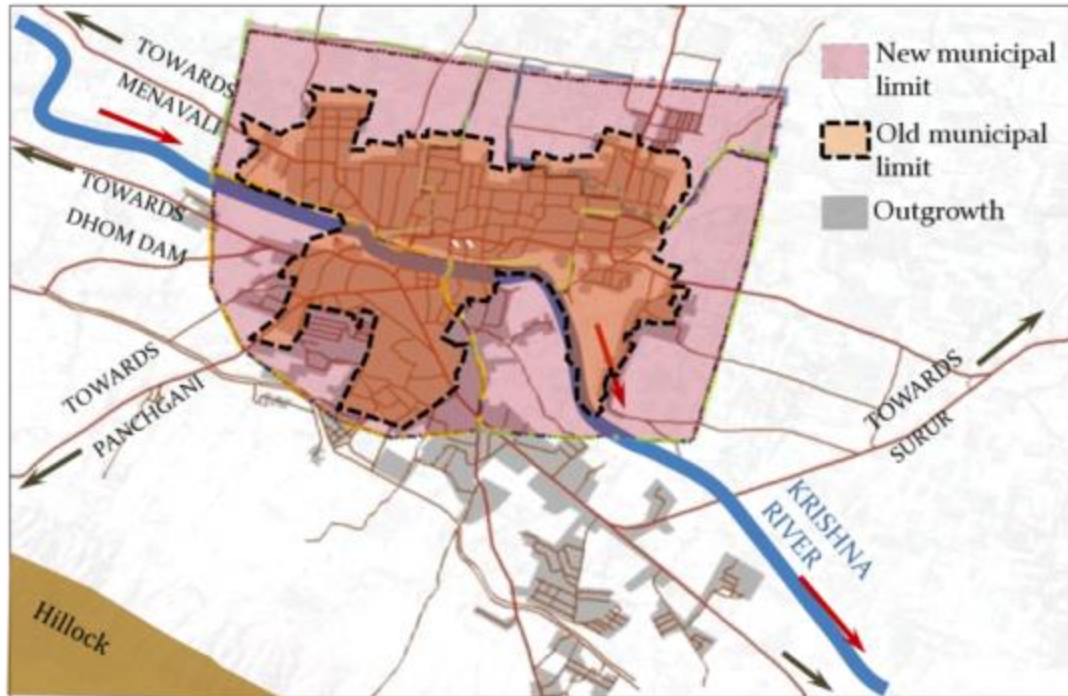 New municipal
limit
Old municipal
limit
Outgrowth
TOWARDS
MENAVALI
TOWARDS
DHOM DAM
TOWARDS
PANCHGANI
TOWARDS
SURUR
KRISHNA
RIVER
Hillock